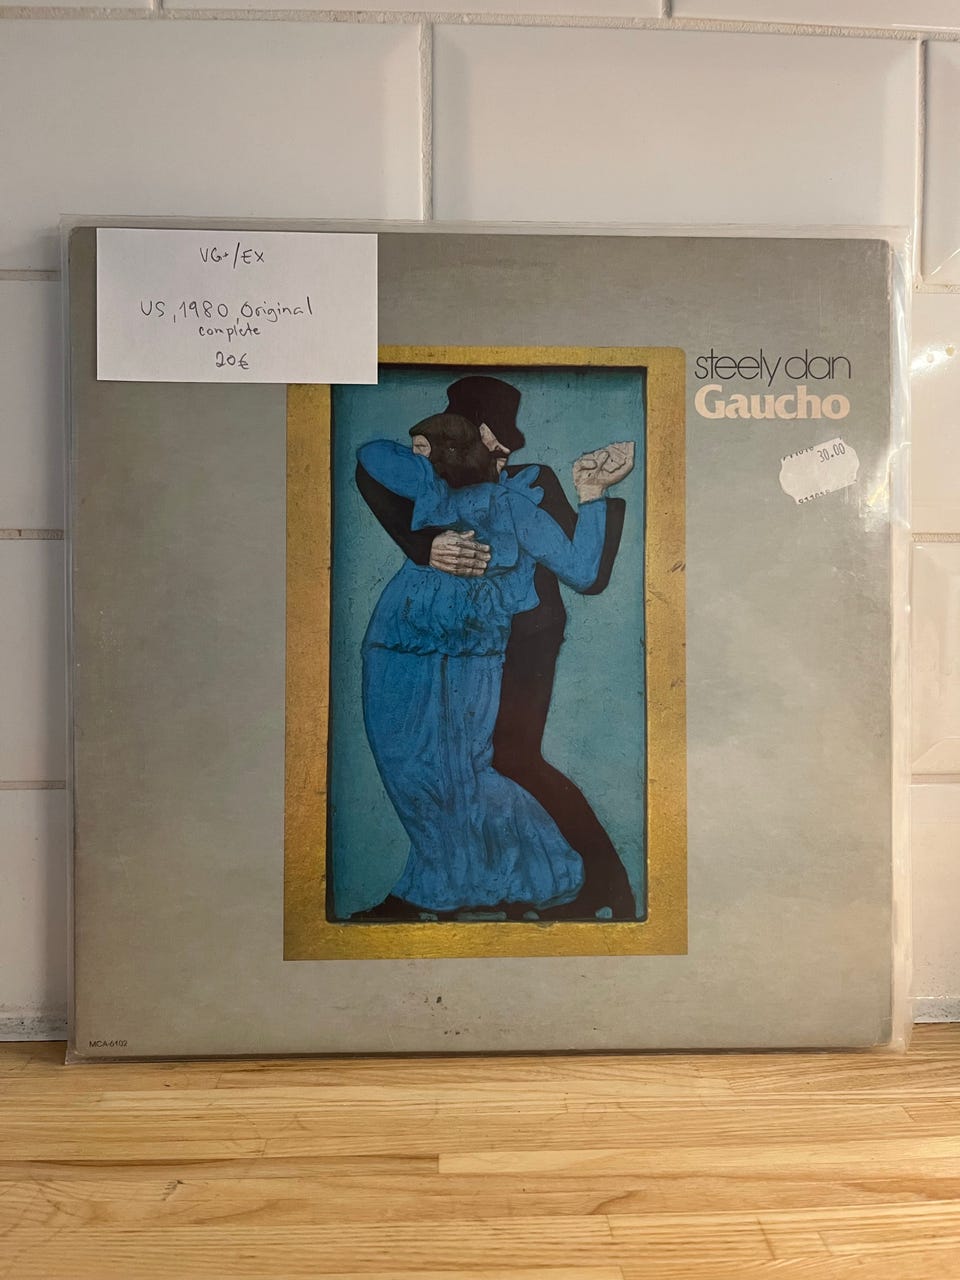 VG+/EX
US, 1980, Original
complete
20€
steely dan
Gaucho
30.00
MCA-6102